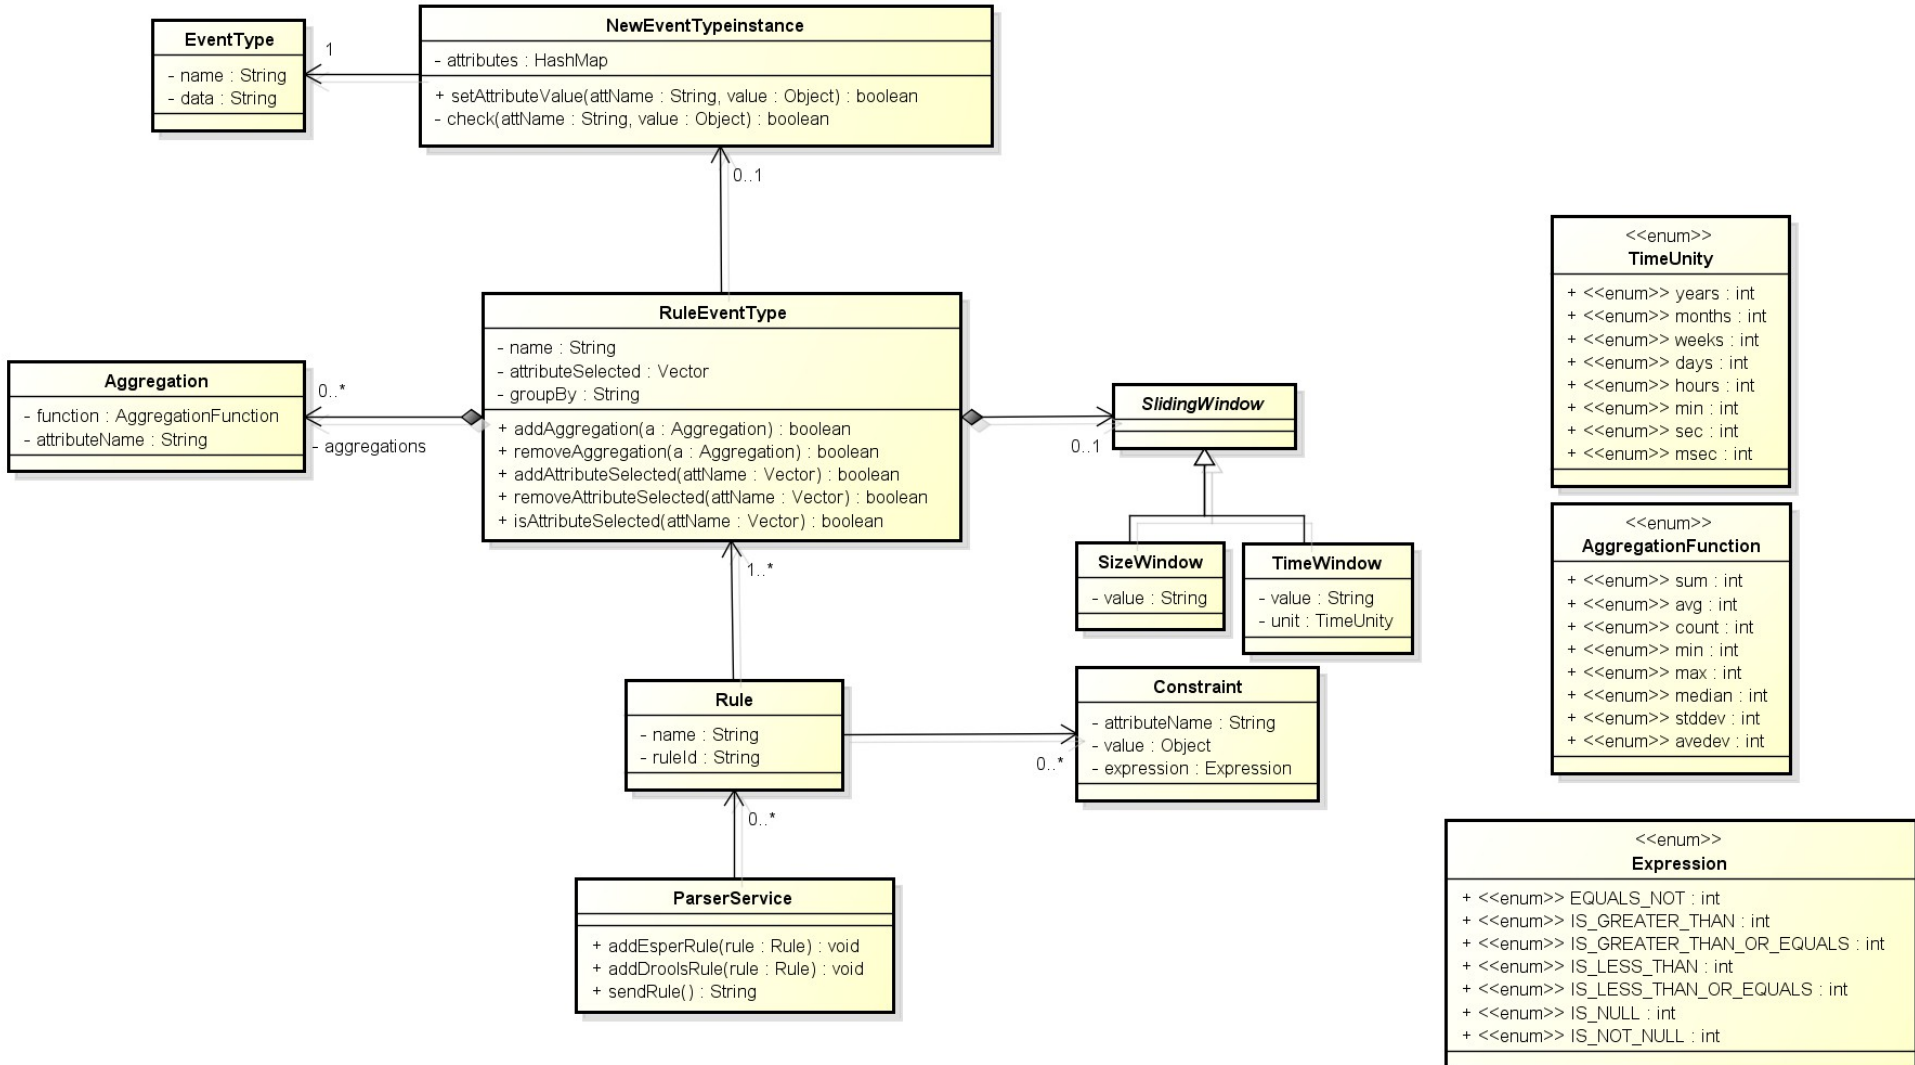 EventType
- name : String
- data : String
1
NewEventTypeinstance
- attributes : HashMap
+ setAttributeValue(attName : String, value : Object) : boolean
- check(attName : String, value : Object) : boolean
0..1
RuleEventType
- name : String
- attributeSelected : Vector
- groupBy : String
+ addAggregation(a : Aggregation) : boolean
+ removeAggregation(a : Aggregation) : boolean
+ addAttributeSelected(attName : Vector) : boolean
+ removeAttributeSelected(attName : Vector) : boolean
+ isAttributeSelected(attName : Vector) : boolean
Aggregation
- function : AggregationFunction
- attributeName : String
0..*
- aggregations
SlidingWindow
0..1
SizeWindow
- value : String
TimeWindow
- value : String
- unit : TimeUnity
1..*
Rule
- name : String
- ruleId : String
Constraint
- attributeName : String
- value : Object
- expression : Expression
0..*
0..*
ParserService
+ addEsperRule(rule : Rule) : void
+ addDroolsRule(rule : Rule) : void
+ sendRule() : String
<<enum>>
TimeUnity
+ <<enum>> years : int
+ <<enum>> months : int
+ <<enum>> weeks : int
+ <<enum>> days : int
+ <<enum>> hours : int
+ <<enum>> min : int
+ <<enum>> sec : int
+ <<enum>> msec : int
<<enum>>
AggregationFunction
+ <<enum>> sum : int
+ <<enum>> avg : int
+ <<enum>> count : int
+ <<enum>> min : int
+ <<enum>> max : int
+ <<enum>> median : int
+ <<enum>> stddev : int
+ <<enum>> avedev : int
<<enum>>
Expression
+ <<enum>> EQUALS_NOT : int
+ <<enum>> IS_GREATER_THAN : int
+ <<enum>> IS_GREATER_THAN_OR_EQUALS : int
+ <<enum>> IS_LESS_THAN : int
+ <<enum>> IS_LESS_THAN_OR_EQUALS : int
+ <<enum>> IS_NULL : int
+ <<enum>> IS_NOT_NULL : int